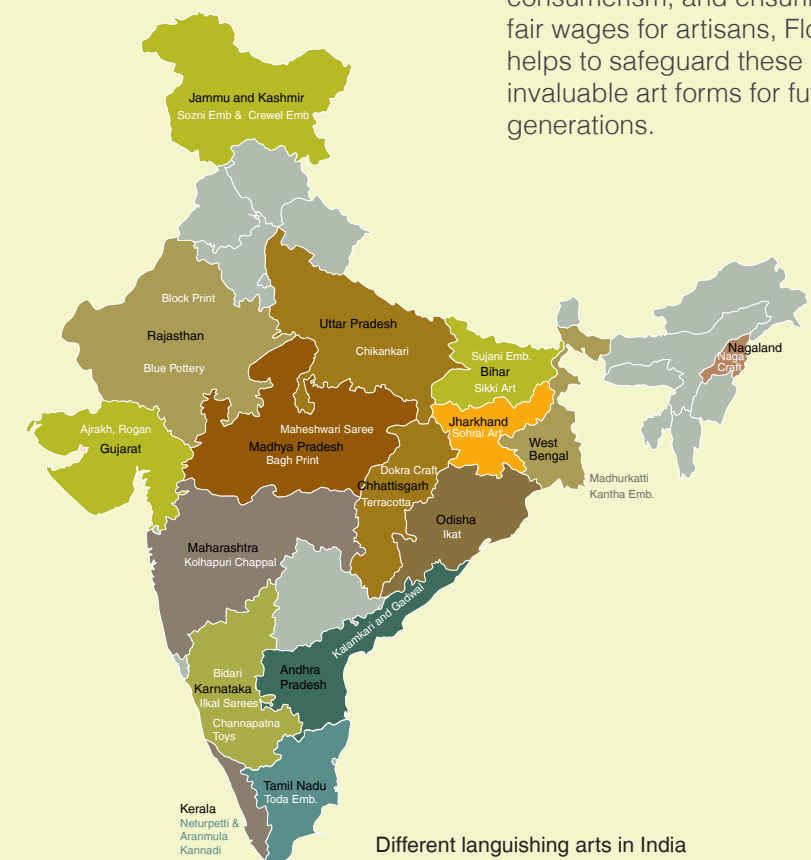 consumerism, and ensuri
fair wages for artisans, Flo
helps to safeguard these
invaluable art forms for fu
generations.
Jammu and Kashmir
Sozni Emb & Crewel Emb
Block Print
Rajasthan
Blue Pottery
Uttar Pradesh
Chikankari
Sujani Emb.
Bihar
Sikki Art
Nagaland
Naga
Craft
Ajrakh, Rogan
Gujarat
Maheshwari Saree
Madhya Pradesh
Bagh Print
Jharkhand
Sohrai Art
West
Bengal
Madhurkatti
Kantha Emb.
Dokra Craft
Chhattisgarh
Terracotta
Odisha
Ikat
Maharashtra
Kolhapuri Chappal
Kalamkari and Gadwal
Andhra
Pradesh
Bidari
Karnataka
Ilkal Sarees
Channapatna
Toys
Tamil Nadu
Toda Emb.
Kerala
Neturpetti &
Aranmula
Kannadi
Different languishing arts in India